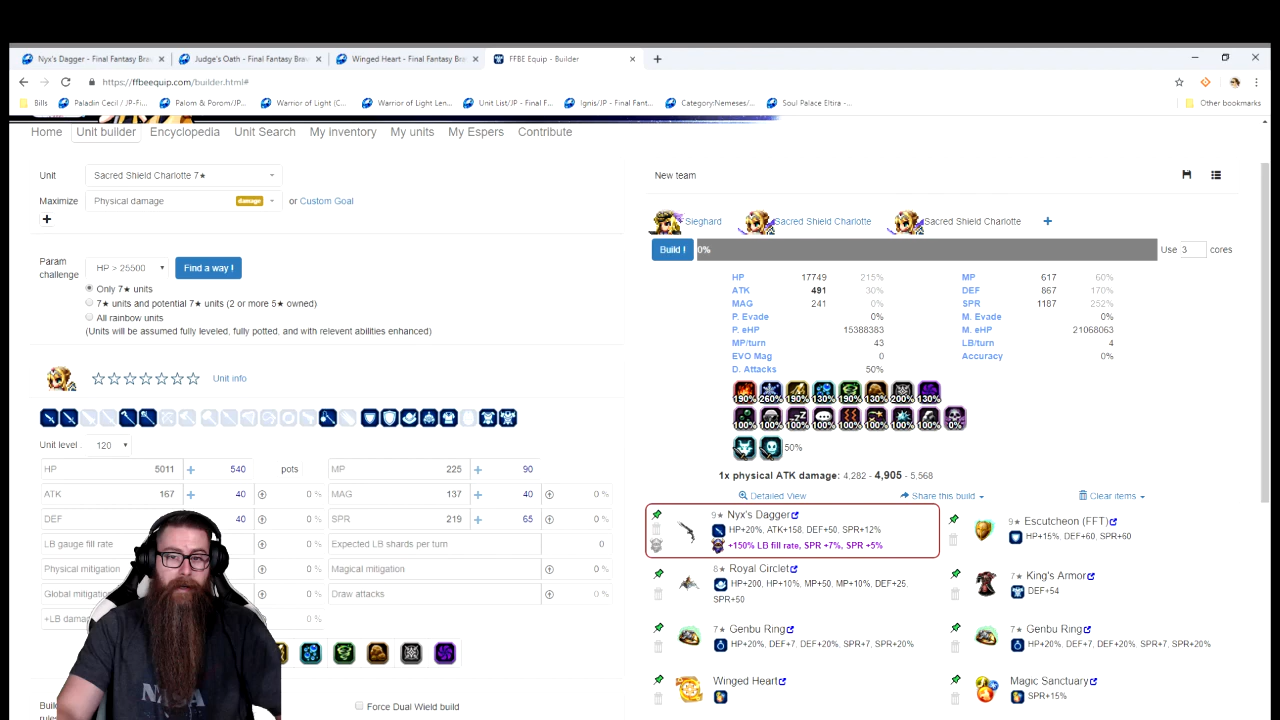 Nyx's Dagger - Final Fantasy Bra
Judge's Oath - Final Fantasy Bra
Winged Heart - Final Fantasy Br
FFBE Equip - Builder
https://ffbeequip.com/builder.html#
Bills
Paladin Cecil / JP-Fi...
Palom & Porom/JP...
Warrior of Light (C...
Warrior of Light Len...
Unit List/JP - Final F...
Ignis/JP - Final Fant...
Category:Nemeses/...
Soul Palace Eltria -...
Other bookmarks
Home
Unit builder
Encyclopedia
Unit Search
My inventory
My units
My Espers
Contribute
Unit
Sacred Shield Charlotte 7★
Maximize
Physical damage
damage
or Custom Goal
Param challenge
HP > 25500
Find a way !
Only 7★ units
7★ units and potential 7★ units (2 or more 5★ owned)
All rainbow units
(Units will be assumed fully leveled, fully potted, and with relevent abilities enhanced)
Unit info
Unit level :
120
HP 5011 540 pots MP 225 90
ATK 167 40 0 % MAG 137 40 0 %
DEF 40 0 % SPR 219 65 0 %
LB gauge fill rate 0 % Expected LB shards per turn 0
Physical mitigation 0 % Magical mitigation 0 %
Global mitigation 0 % Draw attacks 0 %
+LB damage 0 %
Force Dual Wield build
New team
Sieghard
Sacred Shield Charlotte
Sacred Shield Charlotte
Build !
0%
Use 3 cores
HP 17749 215% MP 617 60%
ATK 491 30% DEF 867 170%
MAG 241 0% SPR 1187 252%
P. Evade 0% M. Evade 0%
P. eHP 15388383 M. eHP 21068063
MP/turn 43 LB/turn 4
EVO Mag 0 Accuracy 0%
D. Attacks 50%
190% 260% 190% 130% 190% 130% 200% 130%
100% 100% 100% 100% 100% 100% 100% 100% 0%
50%
1x physical ATK damage: 4,282 - 4,905 - 5,568
Detailed View
Share this build
Clear items
9★ Nyx's Dagger
HP+20%, ATK+158, DEF+50, SPR+12%
+150% LB fill rate, SPR +7%, SPR +5%
9★ Escutcheon (FFT)
HP+15%, DEF+60, SPR+60
8★ Royal Circlet
HP+200, HP+10%, MP+50, MP+10%, DEF+25,
SPR+50
7★ King's Armor
DEF+54
7★ Genbu Ring
HP+20%, DEF+7, DEF+20%, SPR+7, SPR+20%
7★ Genbu Ring
HP+20%, DEF+7, DEF+20%, SPR+7, SPR+20%
Winged Heart
Magic Sanctuary
SPR+15%